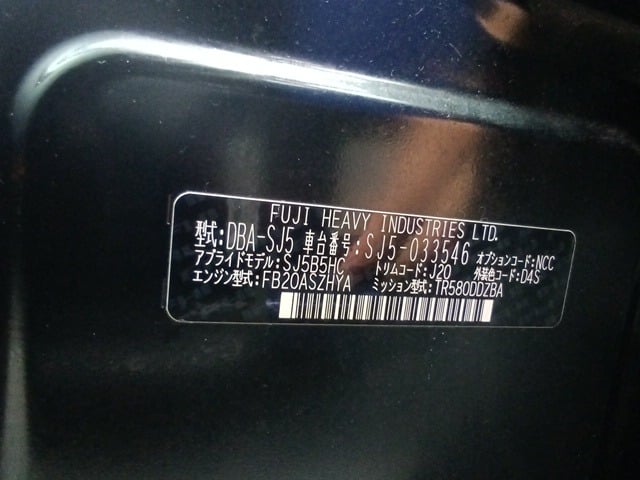 FUJI HEAVY INDUSTRIES LTD.
型式:DBA-SJ5 車台番号:SJ5-033546 オプションコード:NCC
アプライドモデル:SJ5B5HC トリムコード:J20 外装色コード:D4S
エンジン型式:FB20ASZHYA ミッション型式:TR580DDZBA